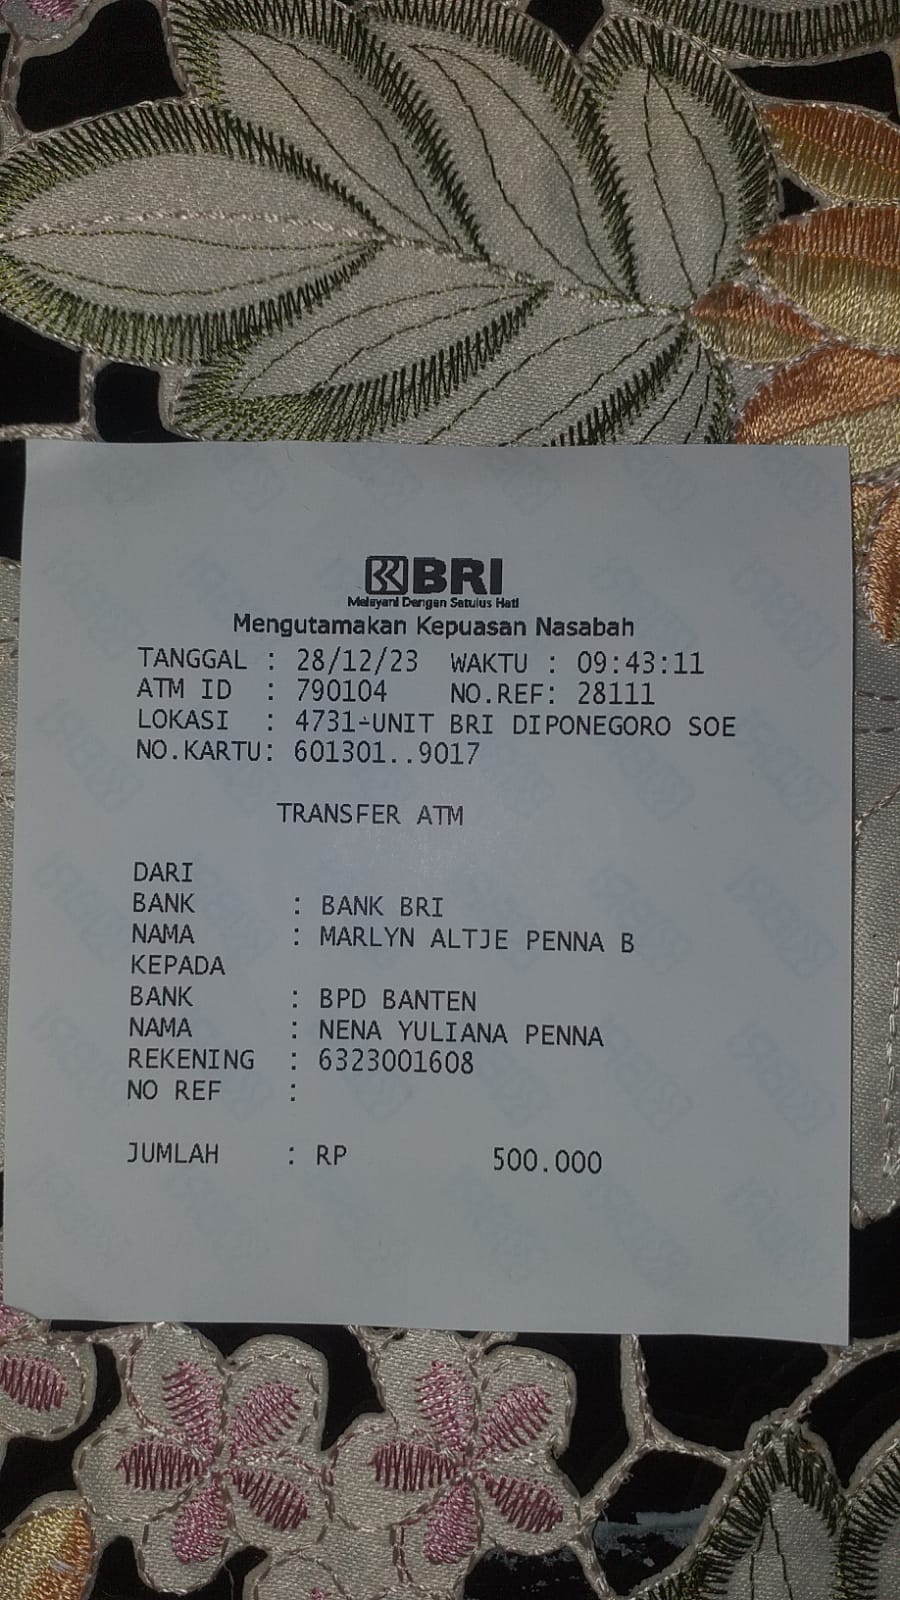 BRI
Melayani Dengan Setulus Hati
Mengutamakan Kepuasan Nasabah
TANGGAL : 28/12/23 WAKTU : 09:43:11
ATM ID : 790104 NO.REF: 28111
LOKASI : 4731-UNIT BRI DIPONEGORO SOE
NO.KARTU: 601301..9017
TRANSFER ATM
DARI
BANK : BANK BRI
NAMA : MARLYN ALTJE PENNA B
KEPADA
BANK : BPD BANTEN
NAMA : NENA YULIANA PENNA
REKENING : 6323001608
NO REF :
JUMLAH : RP 500.000